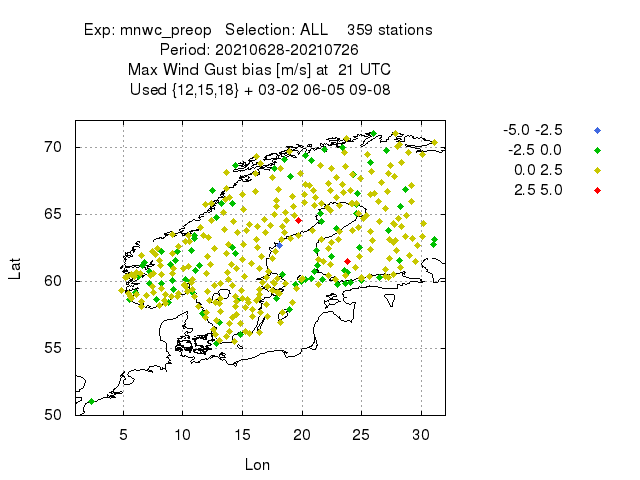 Exp: mnwc_preop   Selection: ALL    359 stations
Period: 20210628-20210726
Max Wind Gust bias [m/s] at  21 UTC
Used {12,15,18} + 03-02 06-05 09-08
-5.0 -2.5
-2.5 0.0
0.0 2.5
2.5 5.0
70
65
60
55
50
Lat
5 10 15 20 25 30
Lon